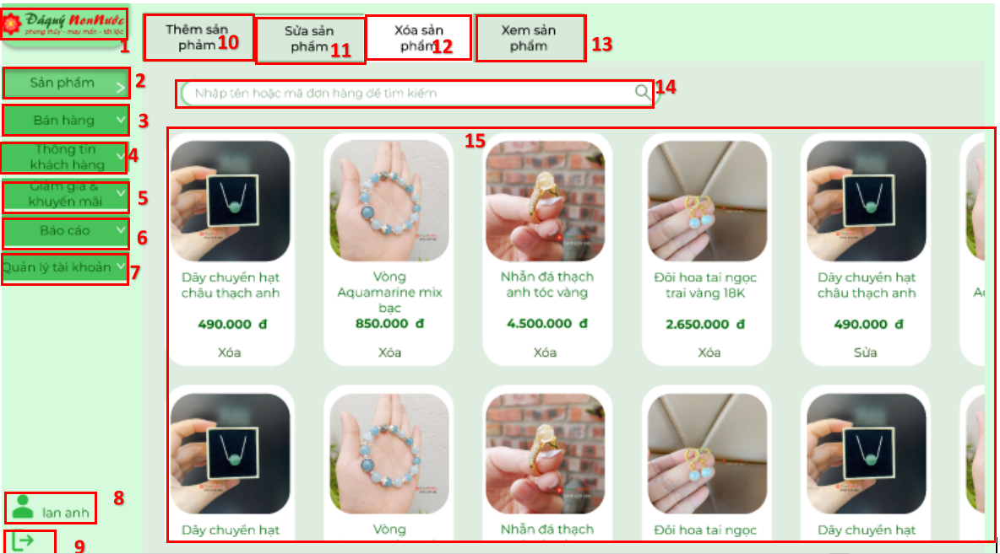 Đáquý NonNước
phong thủy - may mắn - tài lộc
1
Thêm sản
phẩm
10
Sửa sản
phẩm
11
Xóa sản
phẩm
12
Xem sản
phẩm
13
Sản phẩm
2
Bán hàng
3
Thông tin
khách hàng
4
Giảm giá &
khuyến mãi
5
Báo cáo
6
Quản lý tài khoản
7
lan anh
8
9
Nhập tên hoặc mã đơn hàng để tìm kiếm
14
15
Dây chuyền hạt
châu thạch anh
490.000 đ
Xóa
Vòng
Aquamarine mix
bạc
850.000 đ
Xóa
Nhẫn đá thạch
anh tóc vàng
4.500.000 đ
Xóa
Đôi hoa tai ngọc
trai vàng 18K
2.650.000 đ
Xóa
Dây chuyền hạt
châu thạch anh
490.000 đ
Sửa
Dây chuyền hạt
Vòng
Nhẫn đá thạch
Đôi hoa tai ngọc
Dây chuyền hạt